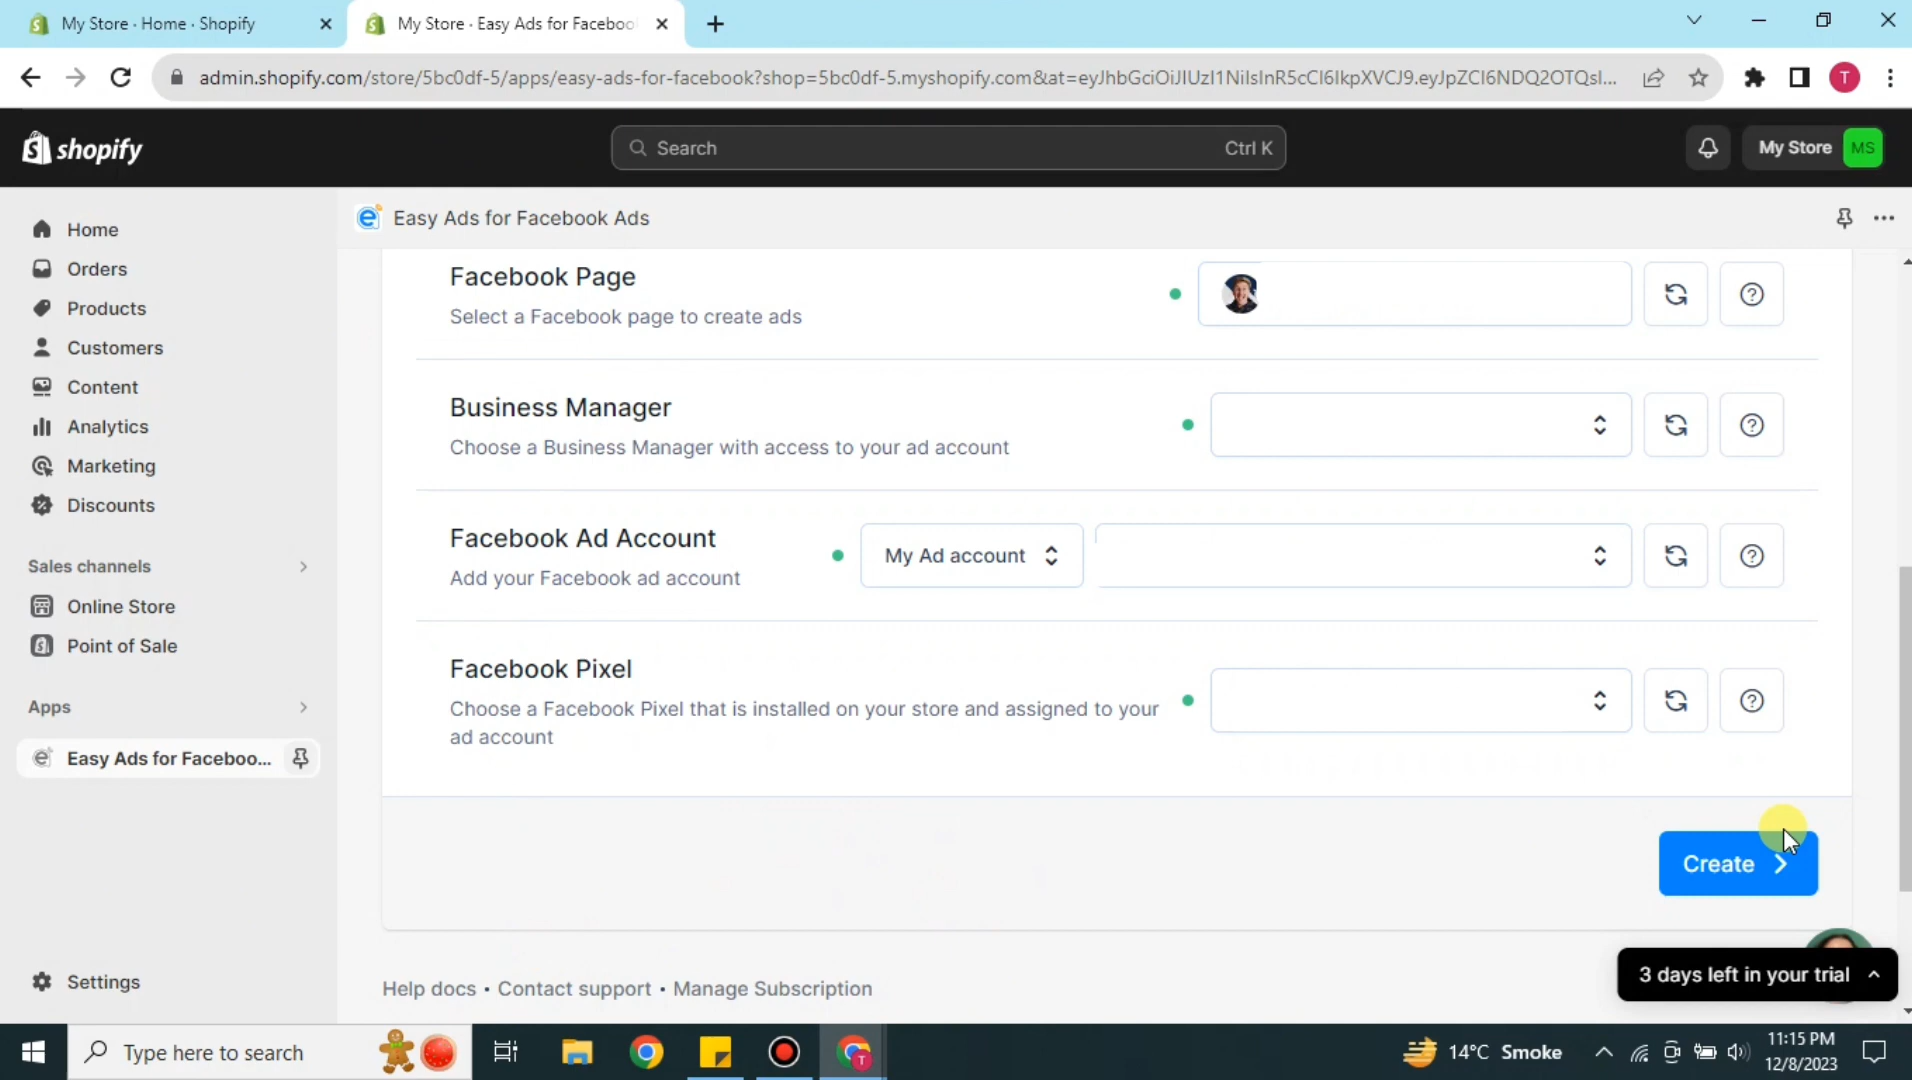 My Store · Home · Shopify
My Store · Easy Ads for Faceboo
admin.shopify.com/store/5bc0df-5/apps/easy-ads-for-facebook?shop=5bc0df-5.myshopify.com&at=eyJhbGciOiJIUzI1NiIsInR5cCI6IkpXVCJ9.eyJpZCI6NDQ2OTQsI...
T
shopify
Search
Ctrl K
My Store
MS
Home
Orders
Products
Customers
Content
Analytics
Marketing
Discounts
Sales channels
Online Store
Point of Sale
Apps
Easy Ads for Faceboo...
Settings
Easy Ads for Facebook Ads
Facebook Page
Select a Facebook page to create ads
Business Manager
Choose a Business Manager with access to your ad account
Facebook Ad Account
Add your Facebook ad account
My Ad account
Facebook Pixel
Choose a Facebook Pixel that is installed on your store and assigned to your
ad account
Create
3 days left in your trial
Help docs • Contact support • Manage Subscription
Type here to search
T
14°C Smoke
11:15 PM
12/8/2023